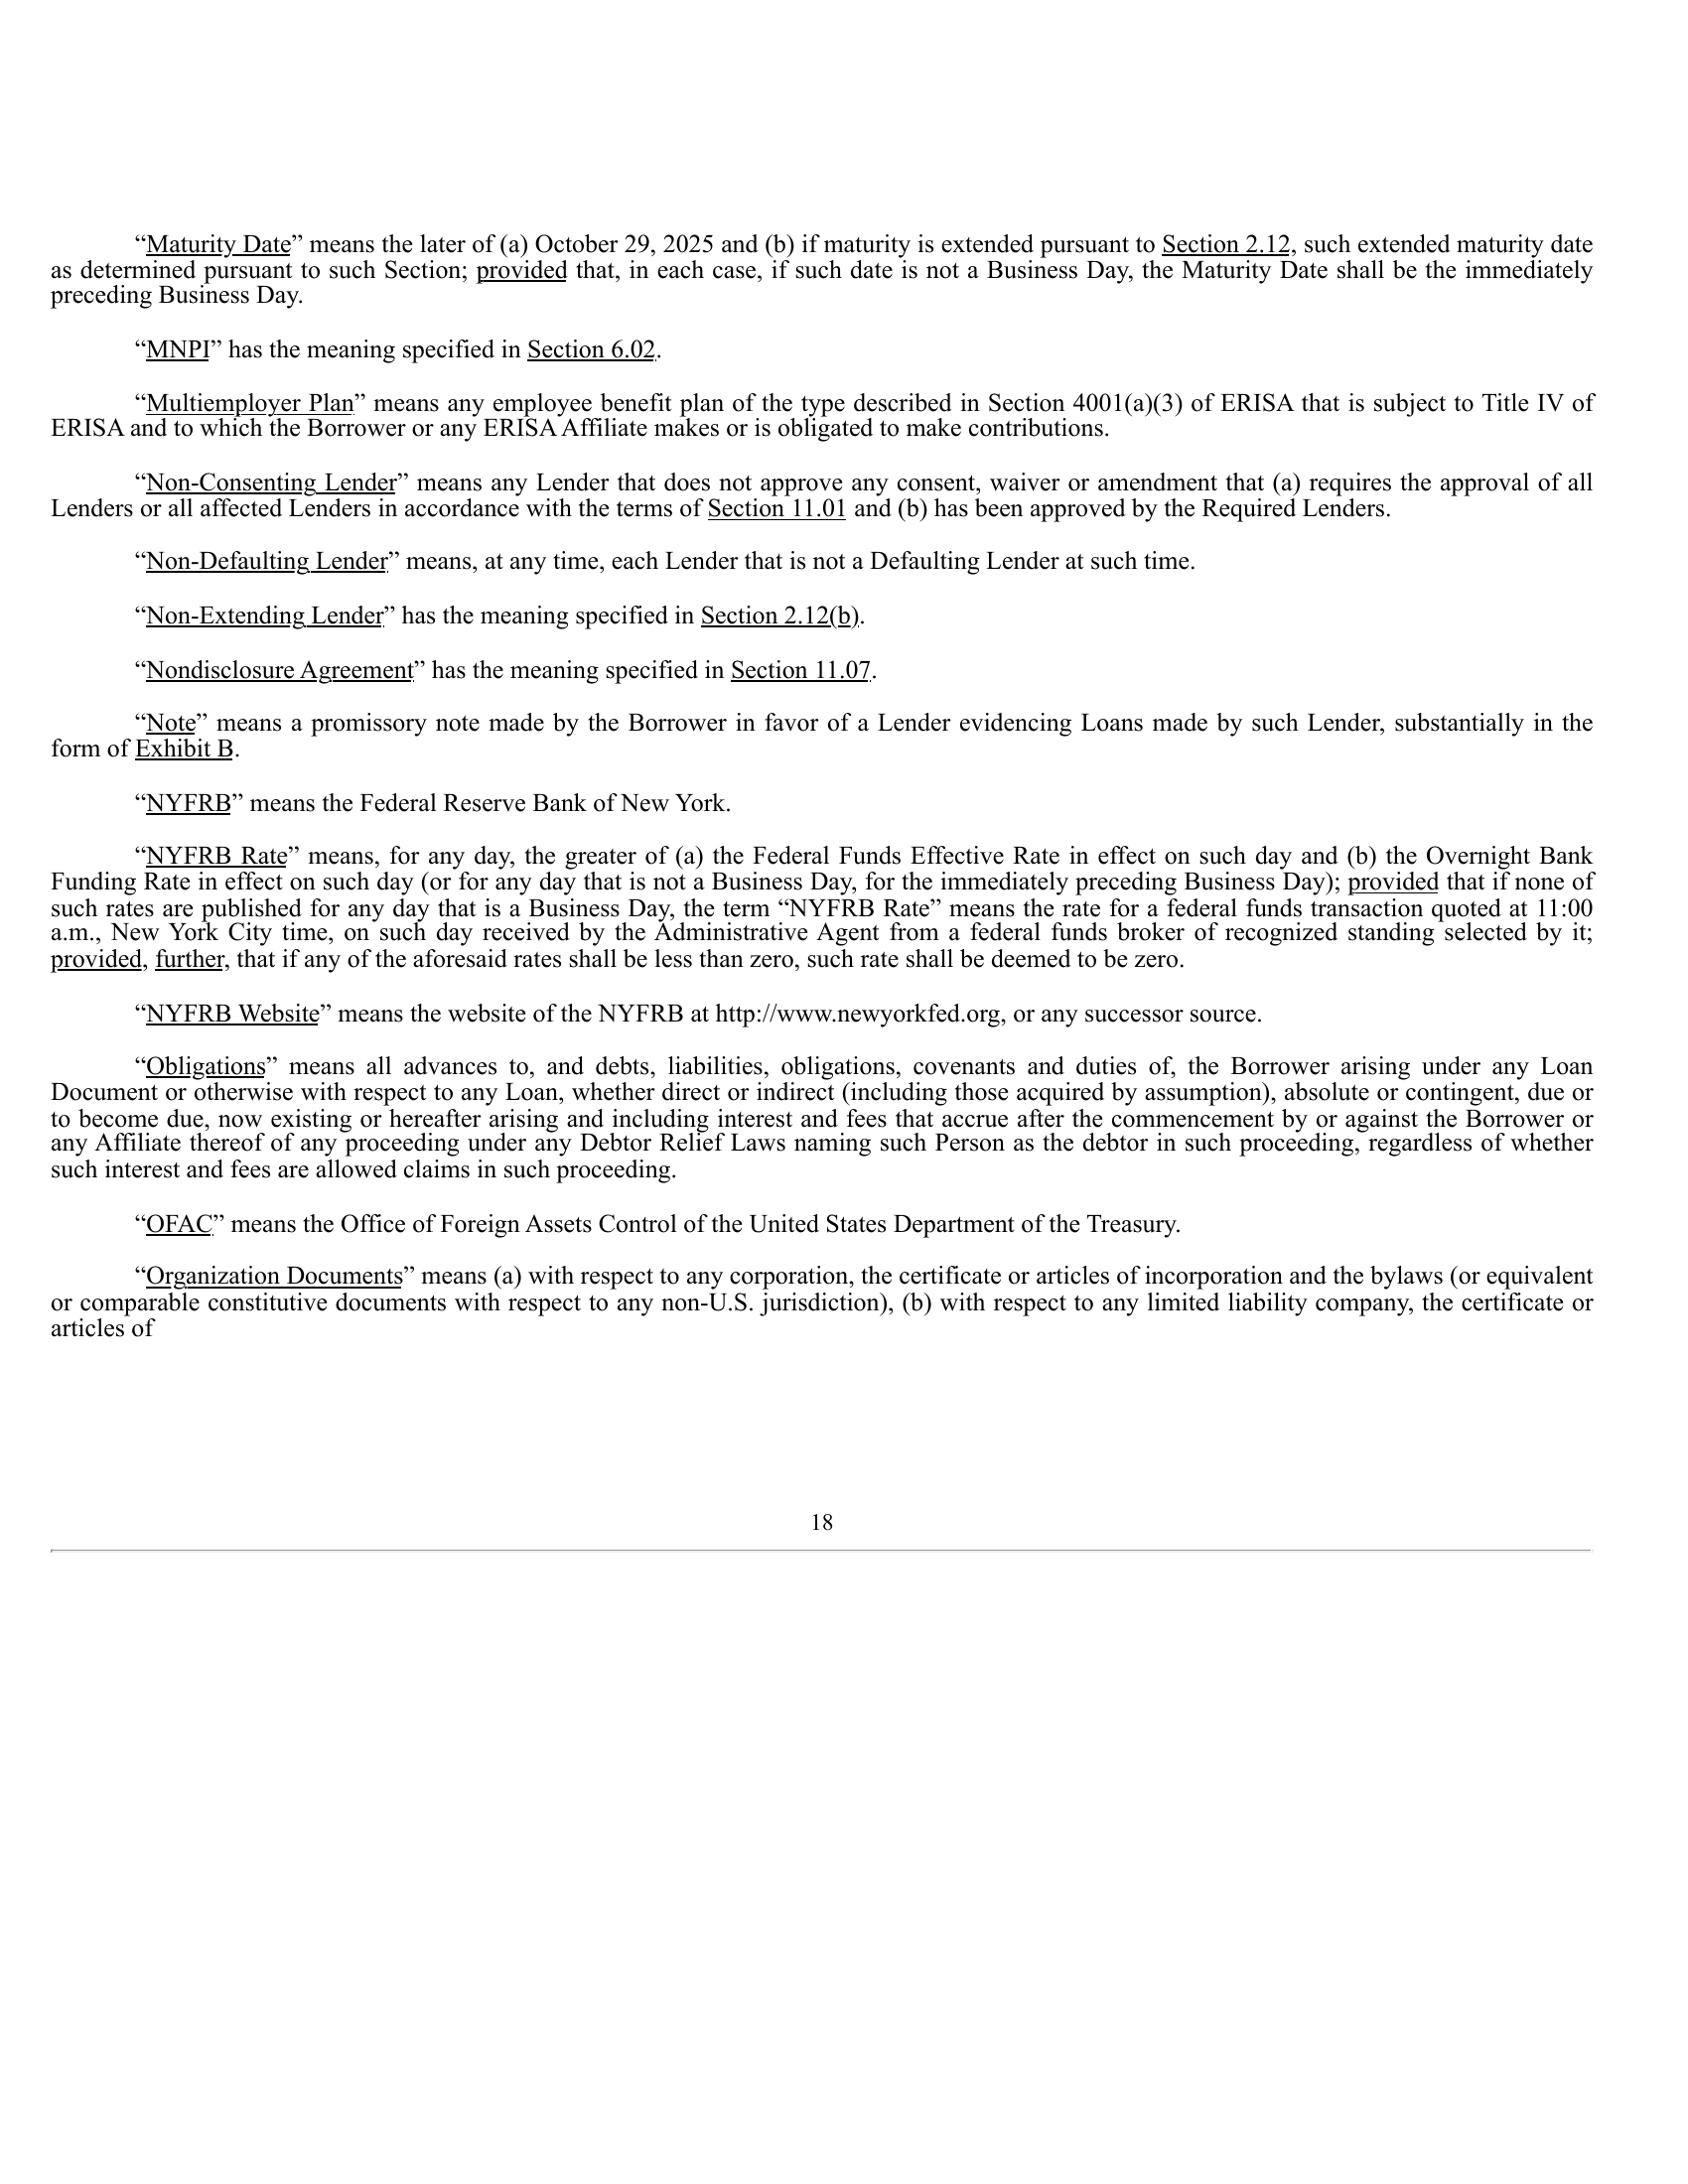 “Maturity Date” means the later of (a) October 29, 2025 and (b) if maturity is extended pursuant to Section 2.12, such extended maturity date
as determined pursuant to such Section; provided that, in each case, if such date is not a Business Day, the Maturity Date shall be the immediately
preceding Business Day.
“MNPI” has the meaning specified in Section 6.02.
“Multiemployer Plan” means any employee benefit plan of the type described in Section 4001(a)(3) of ERISA that is subject to Title IV of
ERISA and to which the Borrower or any ERISA Affiliate makes or is obligated to make contributions.
“Non-Consenting Lender” means any Lender that does not approve any consent, waiver or amendment that (a) requires the approval of all
Lenders or all affected Lenders in accordance with the terms of Section 11.01 and (b) has been approved by the Required Lenders.
“Non-Defaulting Lender” means, at any time, each Lender that is not a Defaulting Lender at such time.
“Non-Extending Lender” has the meaning specified in Section 2.12(b).
“Nondisclosure Agreement” has the meaning specified in Section 11.07.
“Note” means a promissory note made by the Borrower in favor of a Lender evidencing Loans made by such Lender, substantially in the
form of Exhibit B.
“NYFRB” means the Federal Reserve Bank of New York.
“NYFRB Rate” means, for any day, the greater of (a) the Federal Funds Effective Rate in effect on such day and (b) the Overnight Bank
Funding Rate in effect on such day (or for any day that is not a Business Day, for the immediately preceding Business Day); provided that if none of
such rates are published for any day that is a Business Day, the term “NYFRB Rate” means the rate for a federal funds transaction quoted at 11:00
a.m., New York City time, on such day received by the Administrative Agent from a federal funds broker of recognized standing selected by it;
provided, further, that if any of the aforesaid rates shall be less than zero, such rate shall be deemed to be zero.
“NYFRB Website” means the website of the NYFRB at http://www.newyorkfed.org, or any successor source.
“Obligations” means all advances to, and debts, liabilities, obligations, covenants and duties of, the Borrower arising under any Loan
Document or otherwise with respect to any Loan, whether direct or indirect (including those acquired by assumption), absolute or contingent, due or
to become due, now existing or hereafter arising and including interest and fees that accrue after the commencement by or against the Borrower or
any Affiliate thereof of any proceeding under any Debtor Relief Laws naming such Person as the debtor in such proceeding, regardless of whether
such interest and fees are allowed claims in such proceeding.
“OFAC” means the Office of Foreign Assets Control of the United States Department of the Treasury.
“Organization Documents” means (a) with respect to any corporation, the certificate or articles of incorporation and the bylaws (or equivalent
or comparable constitutive documents with respect to any non-U.S. jurisdiction), (b) with respect to any limited liability company, the certificate or
articles of
18